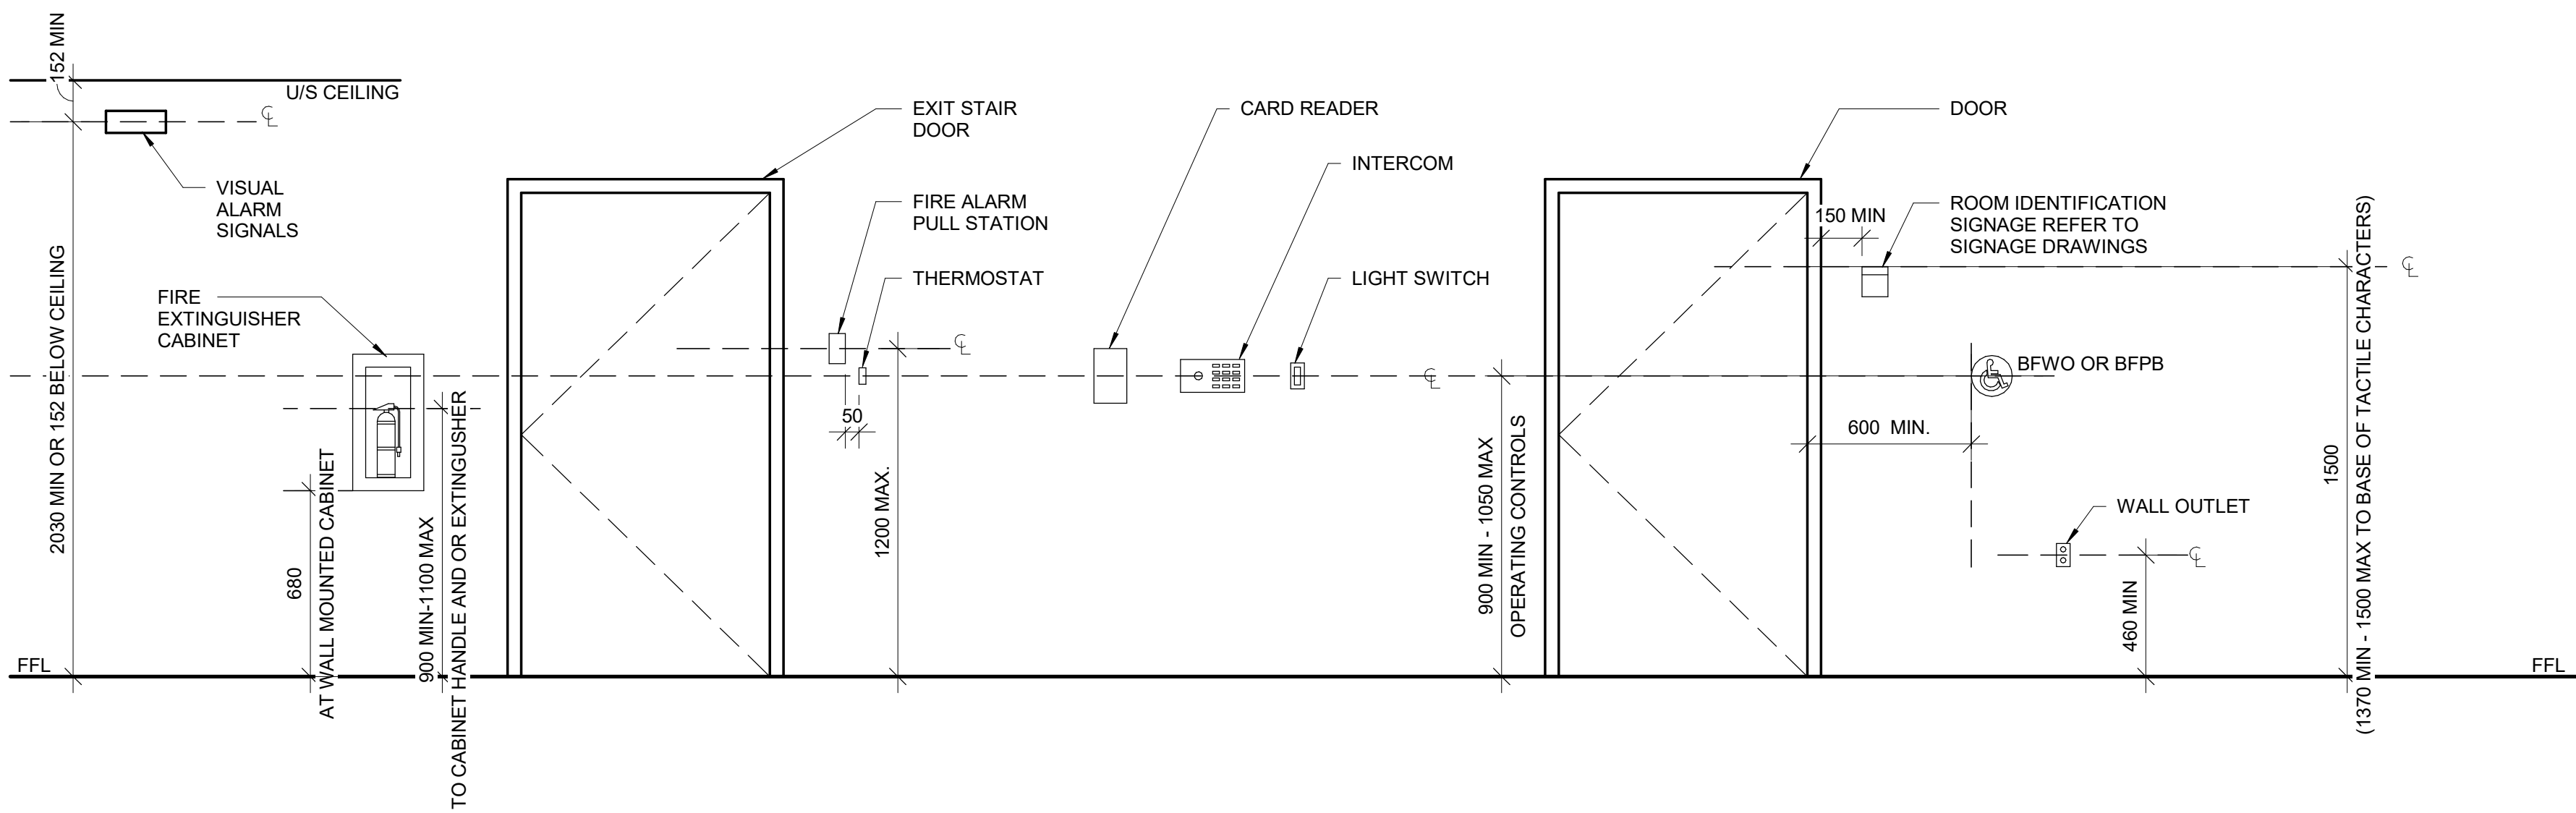 152 MIN
U/S CEILING
℄
VISUAL
ALARM
SIGNALS
2030 MIN OR 152 BELOW CEILING
FIRE
EXTINGUISHER
CABINET
680
AT WALL MOUNTED CABINET
900 MIN-1100 MAX
TO CABINET HANDLE AND OR EXTINGUSHER
FFL
EXIT STAIR
DOOR
FIRE ALARM
PULL STATION
THERMOSTAT
℄
50
1200 MAX.
CARD READER
INTERCOM
LIGHT SWITCH
℄
900 MIN - 1050 MAX
OPERATING CONTROLS
DOOR
150 MIN
ROOM IDENTIFICATION
SIGNAGE REFER TO
SIGNAGE DRAWINGS
℄
BFWO OR BFPB
600 MIN.
WALL OUTLET
℄
460 MIN
1500
(1370 MIN - 1500 MAX TO BASE OF TACTILE CHARACTERS)
FFL